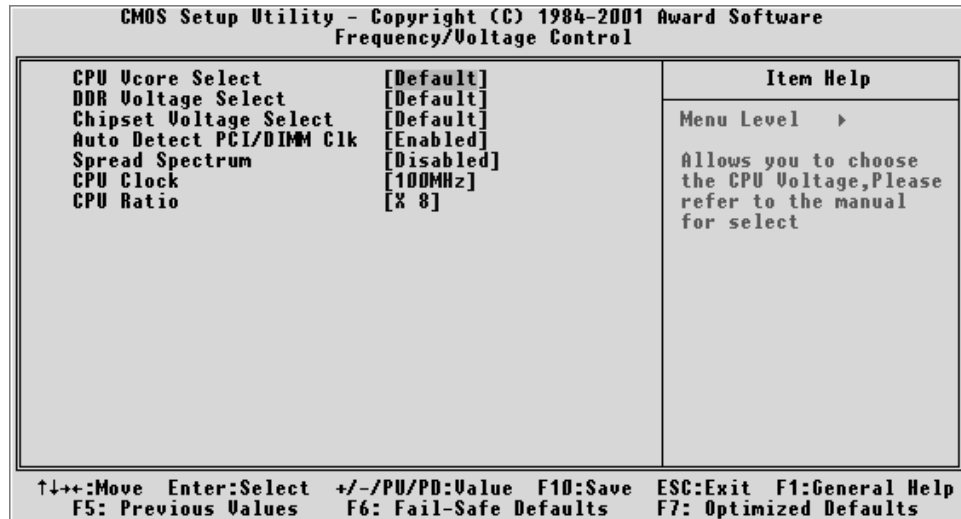 CMOS Setup Utility - Copyright (C) 1984-2001 Award Software
Frequency/Voltage Control
CPU Vcore Select [Default]
DDR Voltage Select [Default]
Chipset Voltage Select [Default]
Auto Detect PCI/DIMM Clk [Enabled]
Spread Spectrum [Disabled]
CPU Clock [100MHz]
CPU Ratio [X 8]
Item Help
Menu Level ▸
Allows you to choose
the CPU Voltage,Please
refer to the manual
for select
↑↓→←:Move Enter:Select +/-/PU/PD:Value F10:Save ESC:Exit F1:General Help
F5: Previous Values F6: Fail-Safe Defaults F7: Optimized Defaults